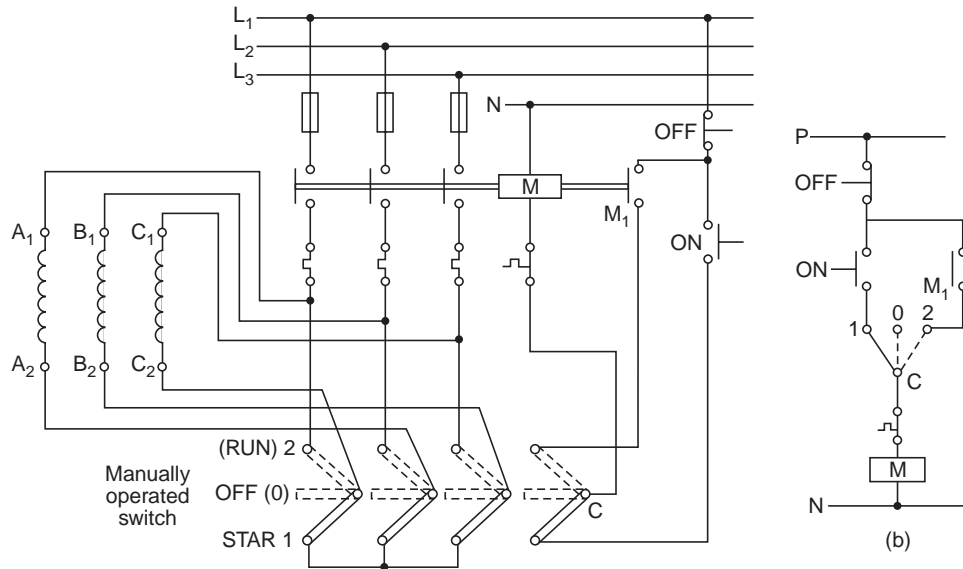 L1
L2
L3
N
OFF
P
OFF
M
M1
ON
A1
B1
C1
ON
M1
0
1
2
A2
B2
C2
C
(RUN) 2
Manually
operated
switch
OFF (0)
C
M
STAR 1
N
(b)